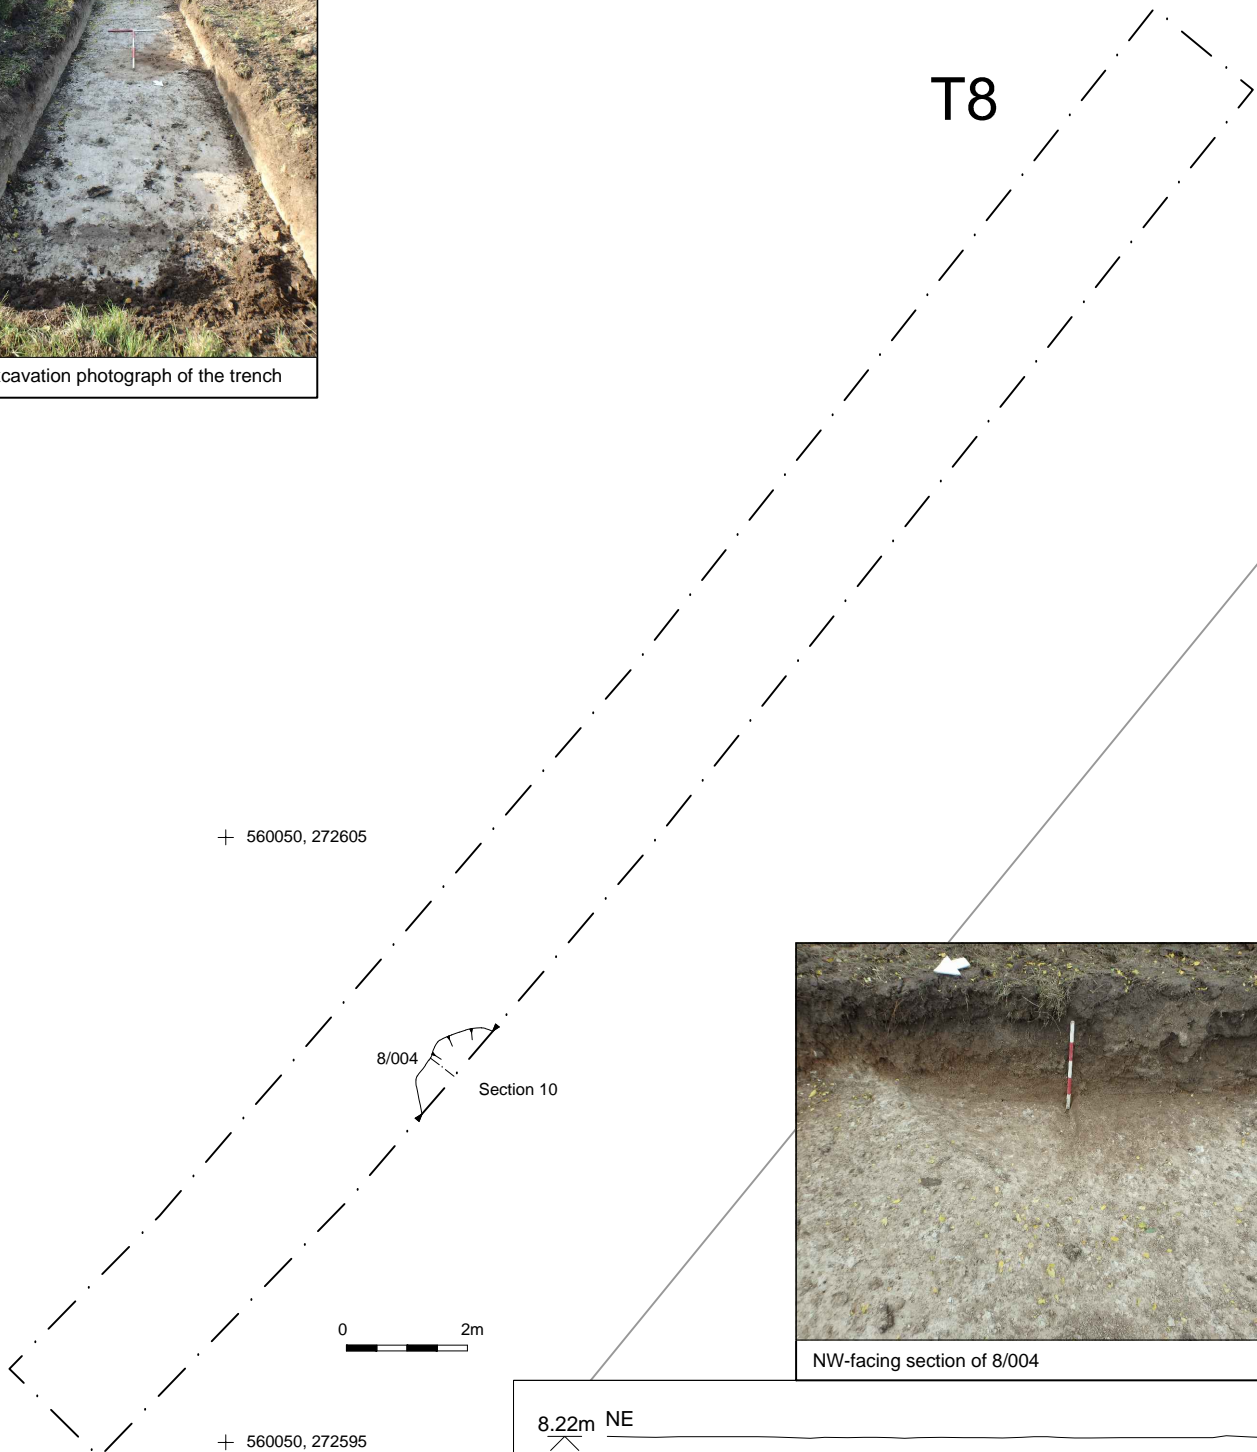 T8
cavation photograph of the trench
560050, 272605
8/004
Section 10
0 2m
NW-facing section of 8/004
8.22m NE
560050, 272595